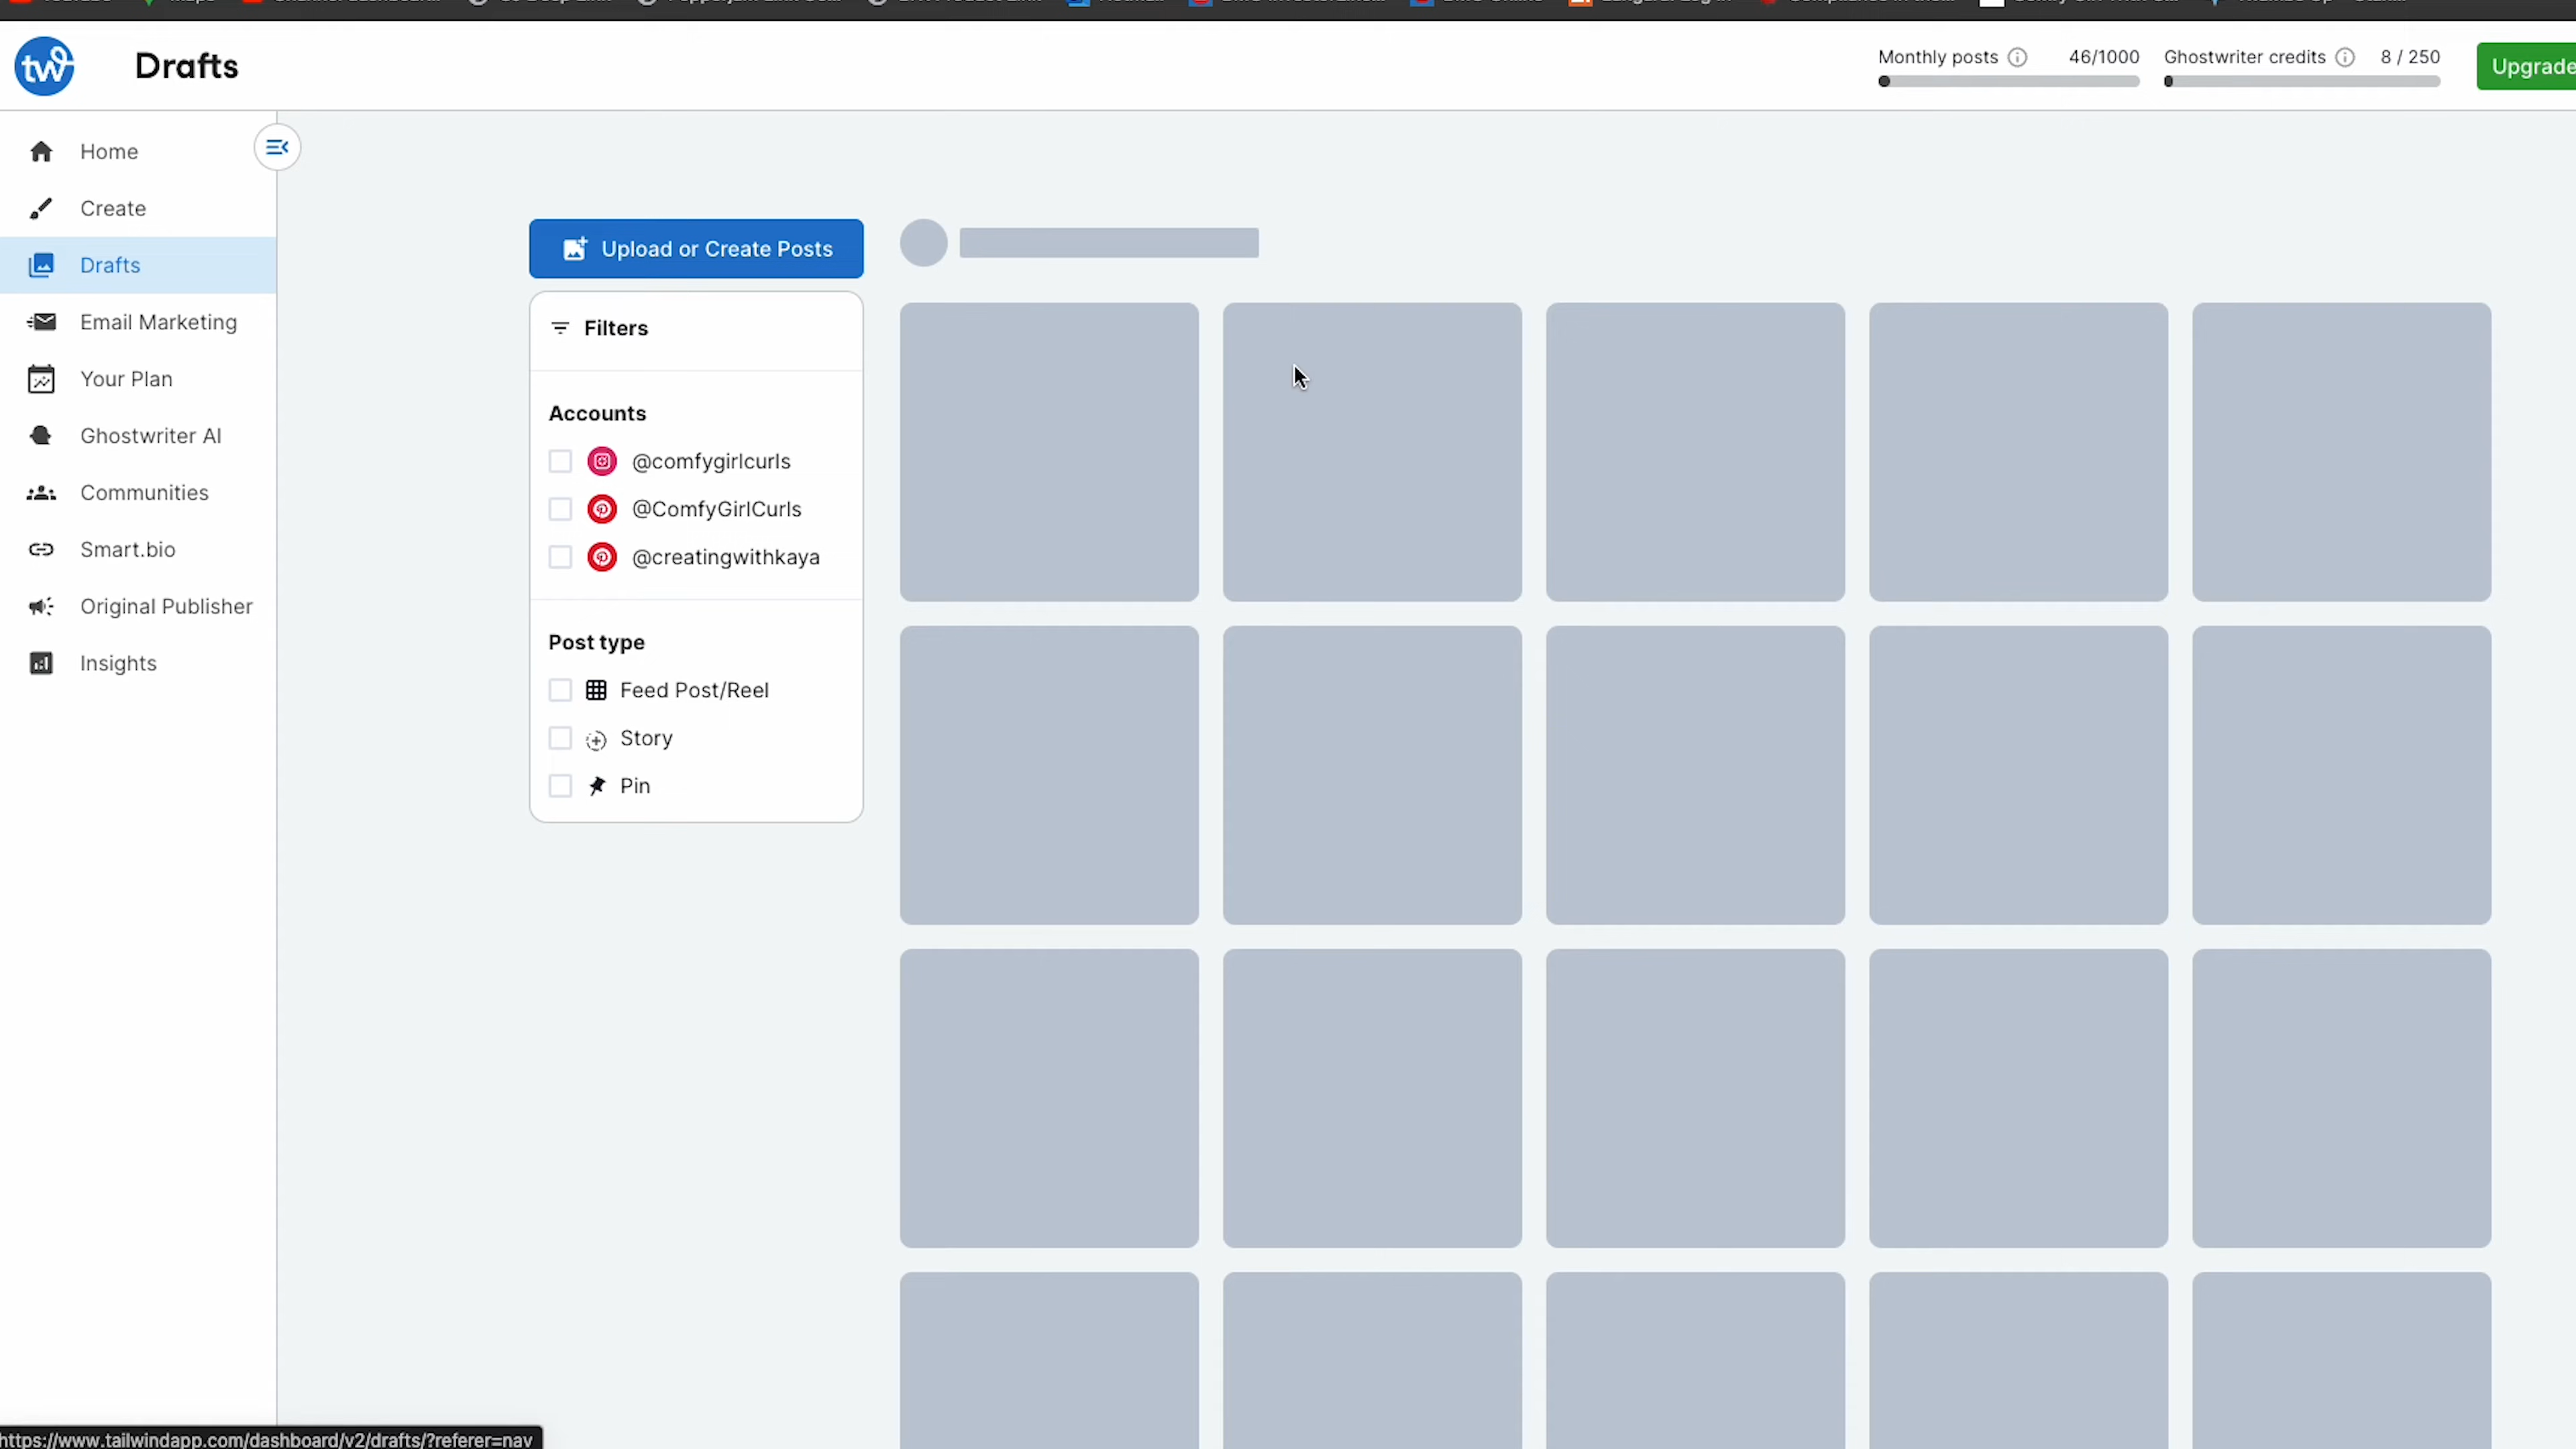 tw
Drafts
Monthly posts 46/1000
Ghostwriter credits 8 / 250
Upgrade
Home
Create
Drafts
Email Marketing
Your Plan
Ghostwriter AI
Communities
Smart.bio
Original Publisher
Insights
Upload or Create Posts
Filters
Accounts
@comfygirlcurls
@ComfyGirlCurls
@creatingwithkaya
Post type
Feed Post/Reel
Story
Pin
https://www.tailwindapp.com/dashboard/v2/drafts/?referer=nav